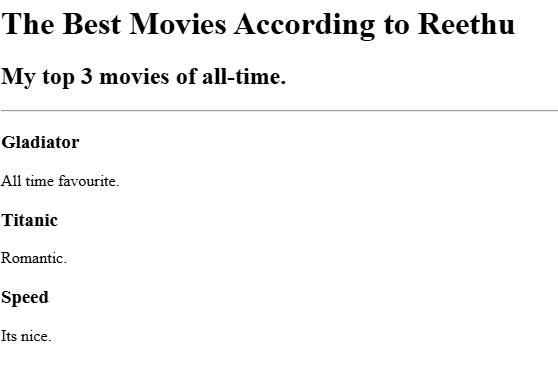 The Best Movies According to Reethu
My top 3 movies of all-time.
Gladiator
All time favourite.
Titanic
Romantic.
Speed
Its nice.